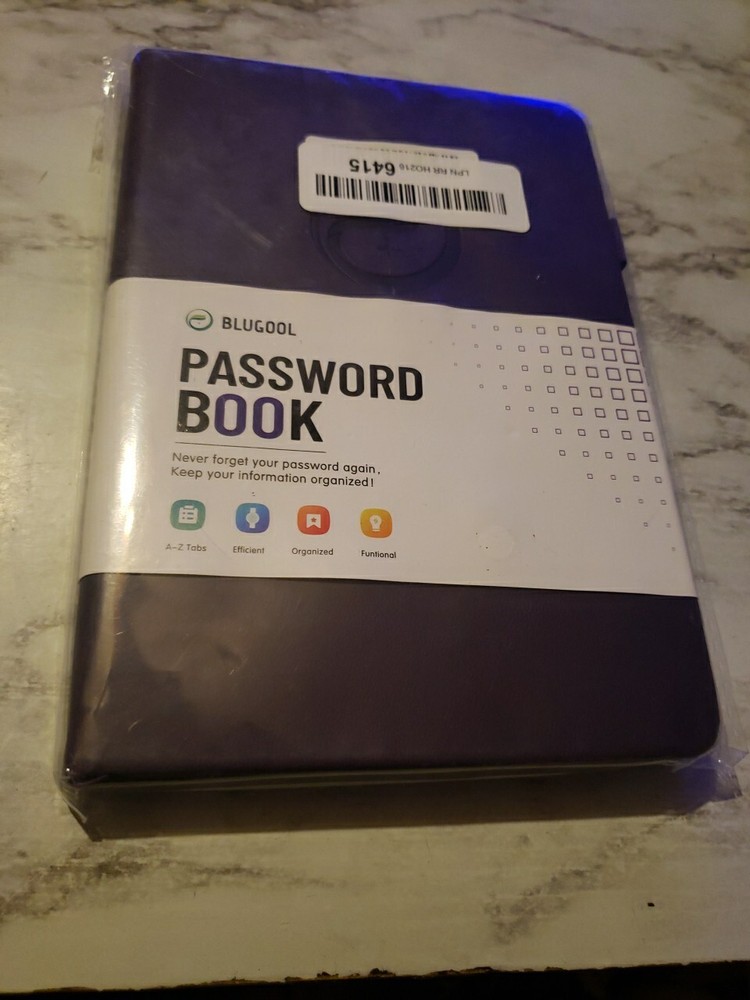 LPN RR HO216 6415
BLUGOOL
PASSWORD
BOOK
Never forget your password again,
Keep your information organized!
A-Z Tabs
Efficient
Organized
Funtional